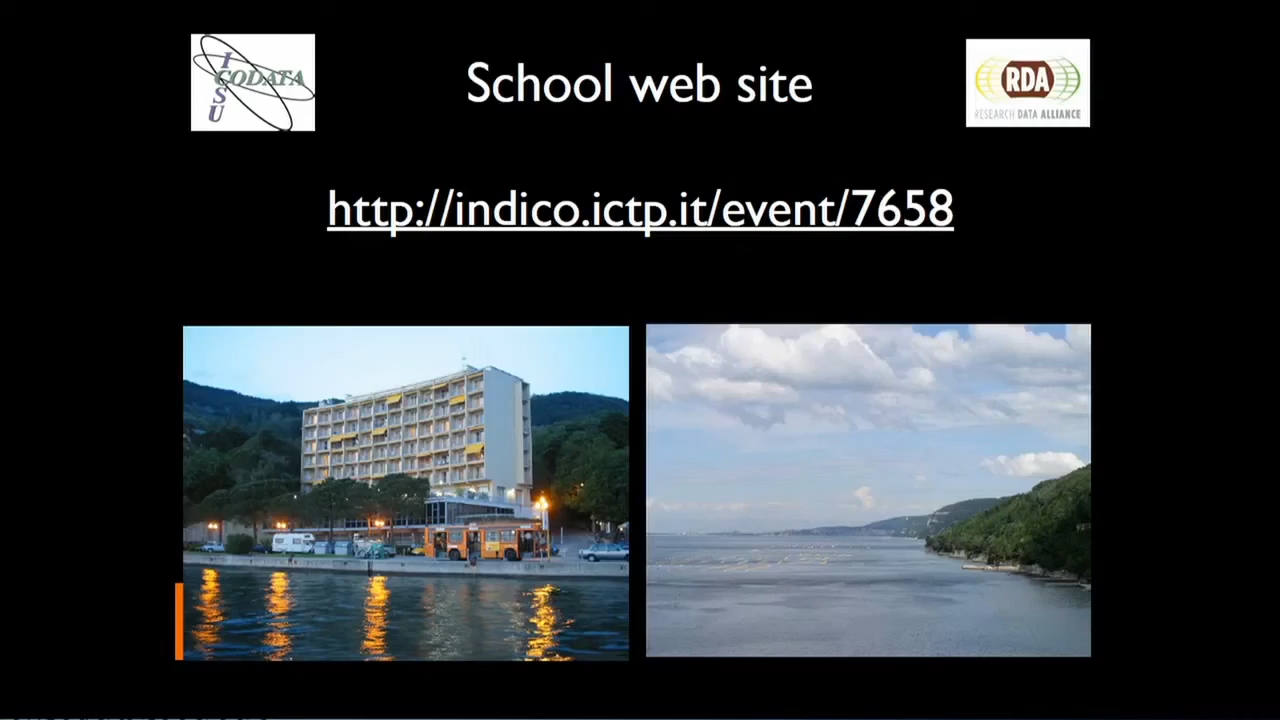 ICSU
CODATA
School web site
RDA
RESEARCH DATA ALLIANCE
http://indico.ictp.it/event/7658